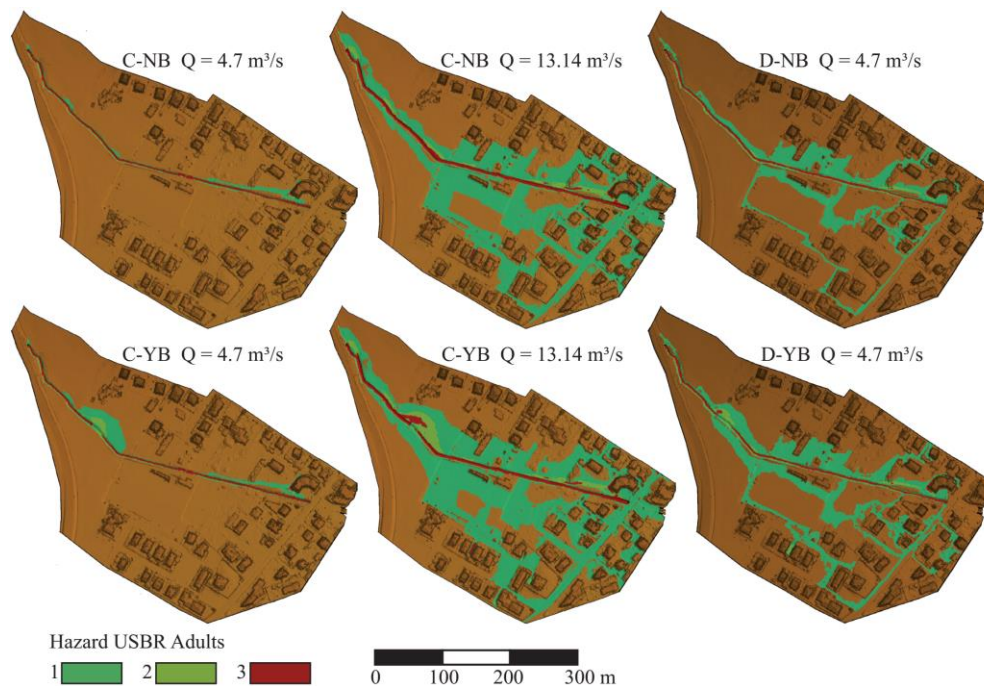 C-NB Q = 4.7 m³/s
C-NB Q = 13.14 m³/s
D-NB Q = 4.7 m³/s
C-YB Q = 4.7 m³/s
C-YB Q = 13.14 m³/s
D-YB Q = 4.7 m³/s
Hazard USBR Adults
1 2 3
0 100 200 300 m